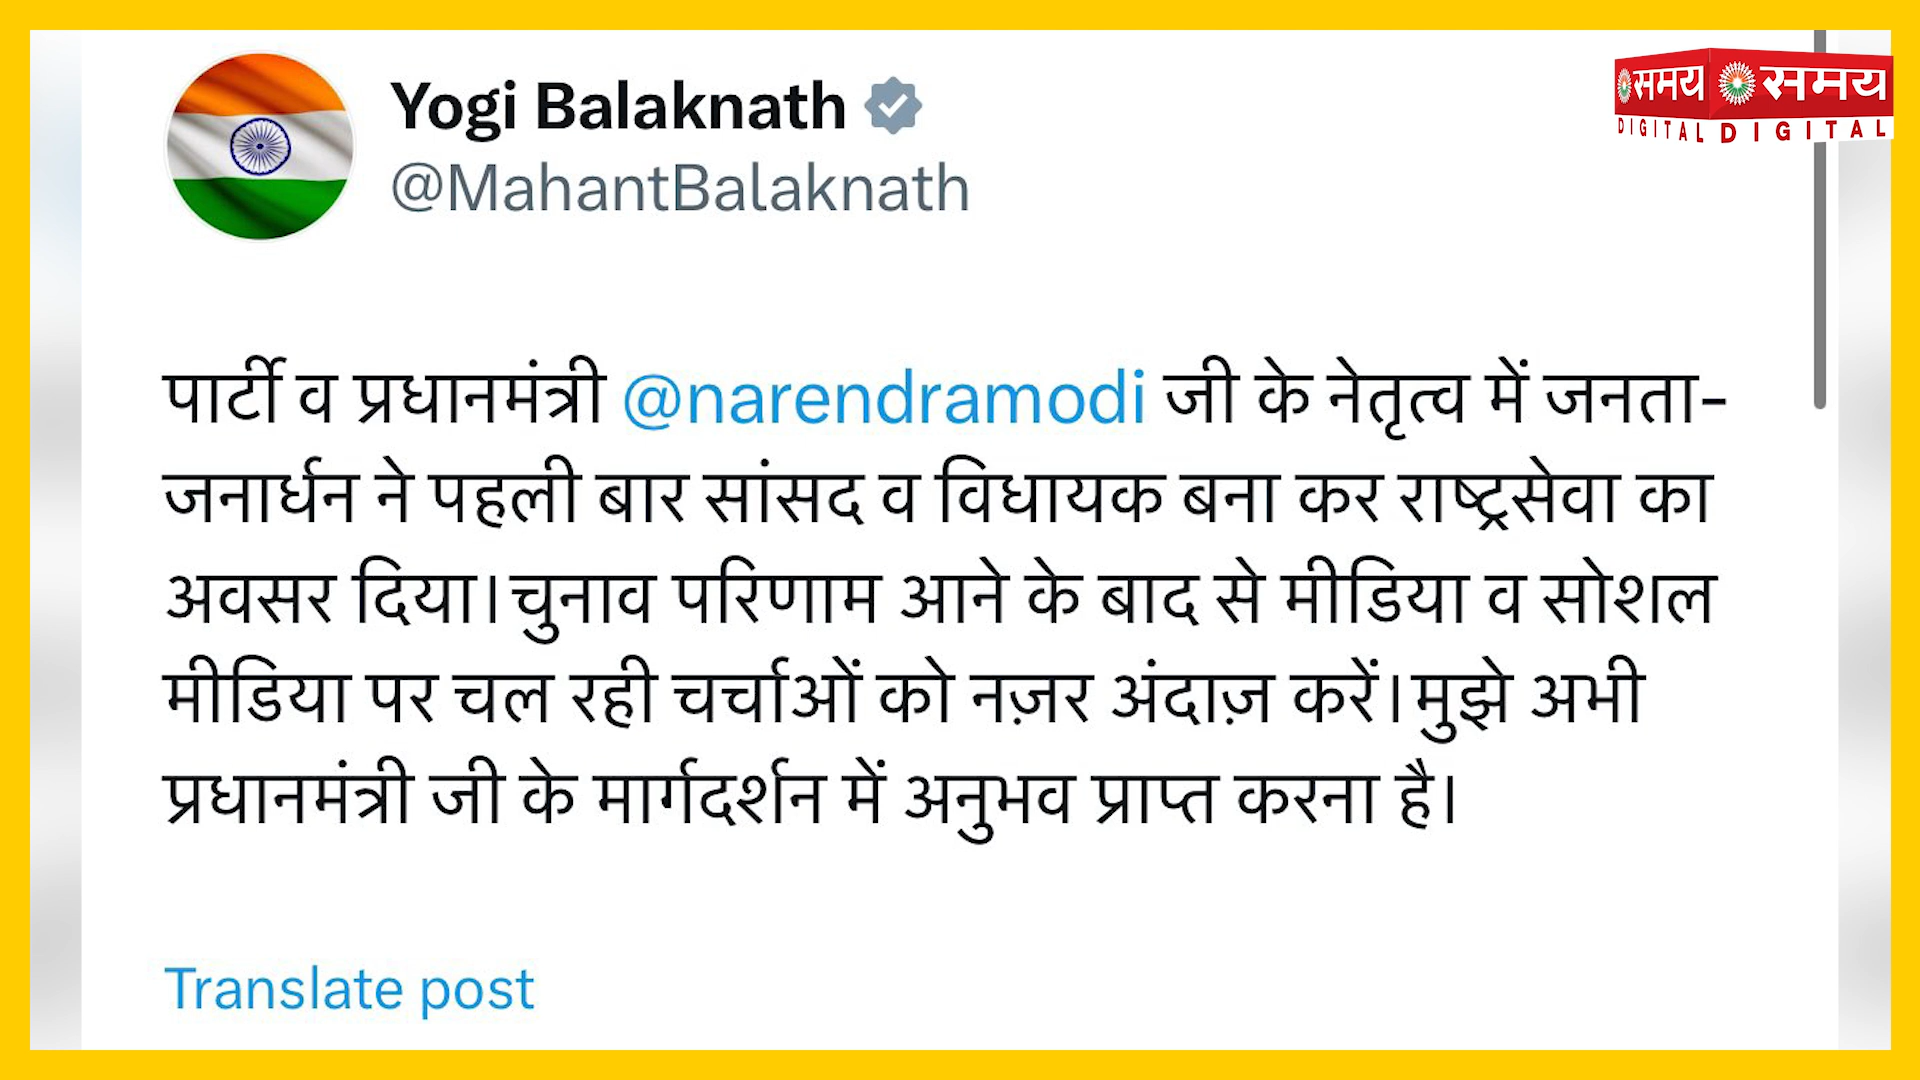 समय समय
DIGITAL DIGITAL
Yogi Balaknath
@MahantBalaknath
पार्टी व प्रधानमंत्री @narendramodi जी के नेतृत्व में जनता-
जनार्धन ने पहली बार सांसद व विधायक बना कर राष्ट्रसेवा का
अवसर दिया।चुनाव परिणाम आने के बाद से मीडिया व सोशल
मीडिया पर चल रही चर्चाओं को नज़र अंदाज़ करें।मुझे अभी
प्रधानमंत्री जी के मार्गदर्शन में अनुभव प्राप्त करना है।
Translate post